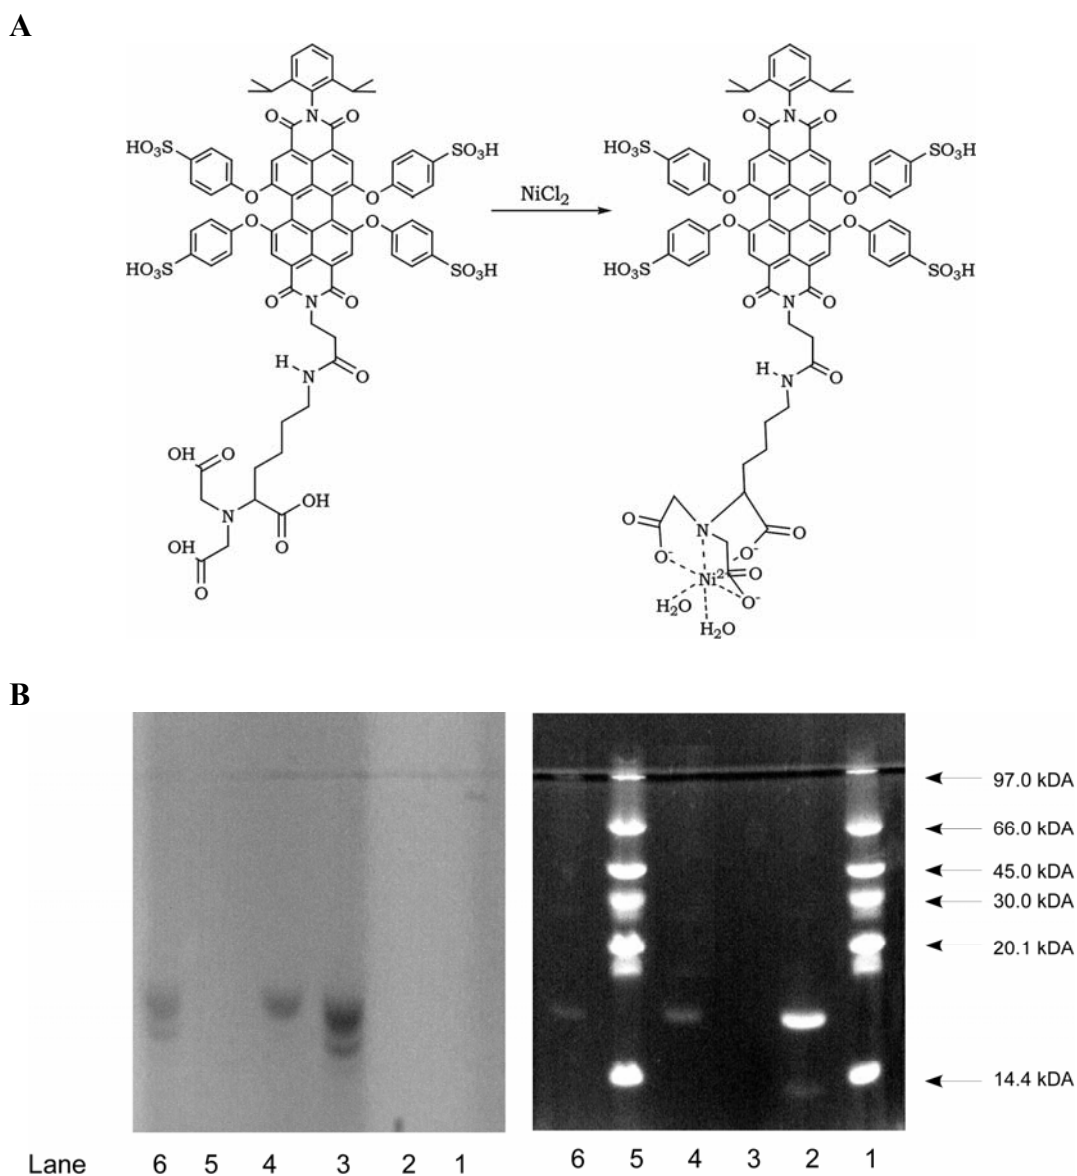 A
N
O O O O
HO₃S SO₃H HO₃S SO₃H
O O O O
NiCl₂
O O O O
HO₃S SO₃H HO₃S SO₃H
O N O O N O
H N O H N O
OH O
OH
N O
OH O
O
O N O
O⁻ O⁻
Ni²⁺ O
H₂O O⁻
H₂O
B
97.0 kDA
66.0 kDA
45.0 kDA
30.0 kDA
20.1 kDA
14.4 kDA
Lane 6 5 4 3 2 1 6 5 4 3 2 1